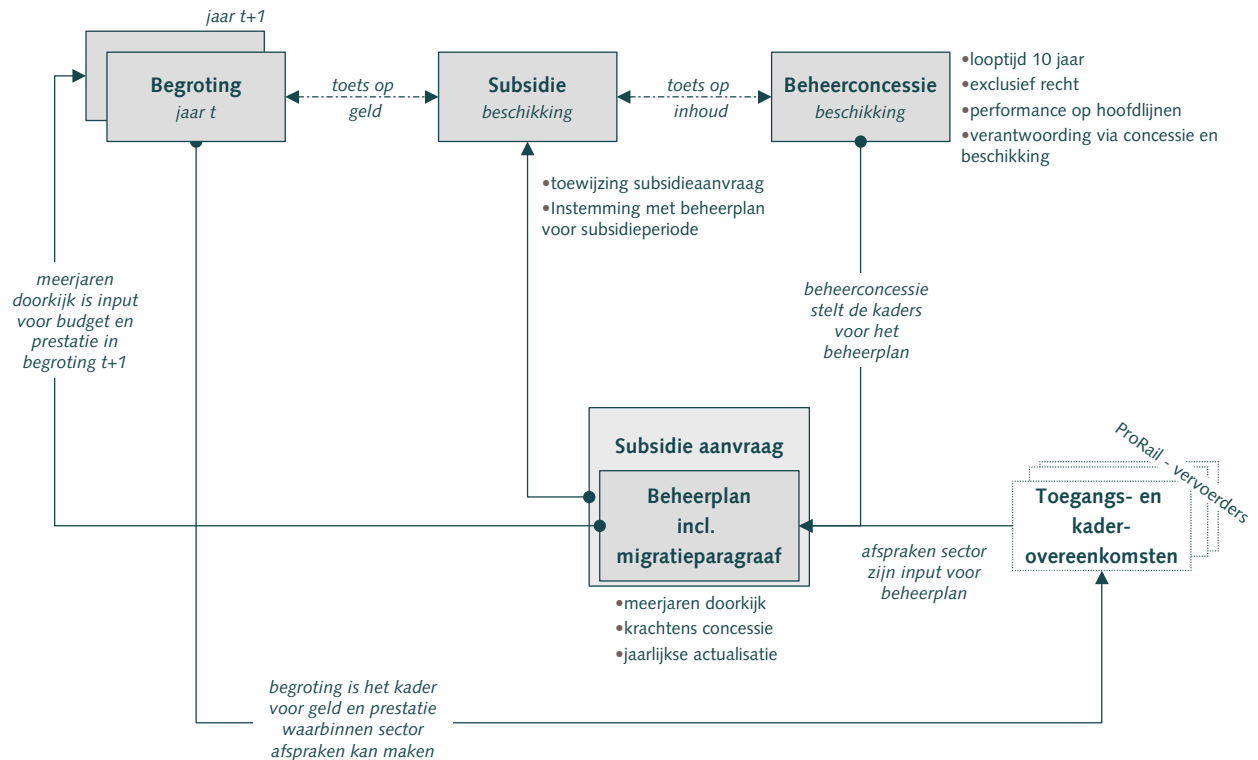 jaar t+1
Begroting
jaar t
toets op
geld
Subsidie
beschikking
toets op
inhoud
Beheerconcessie
beschikking
•looptijd 10 jaar
•exclusief recht
•performance op hoofdlijnen
•verantwoording via concessie en
beschikking
•toewijzing subsidieaanvraag
•Instemming met beheerplan
voor subsidieperiode
meerjaren
doorkijk is input
voor budget en
prestatie in
begroting t+1
beheerconcessie
stelt de kaders
voor het
beheerplan
Subsidie aanvraag
Beheerplan
incl.
migratieparagraaf
ProRail - vervoerders
Toegangs- en
kader-
overeenkomsten
afspraken sector
zijn input voor
beheerplan
•meerjaren doorkijk
•krachtens concessie
•jaarlijkse actualisatie
begroting is het kader
voor geld en prestatie
waarbinnen sector
afspraken kan maken